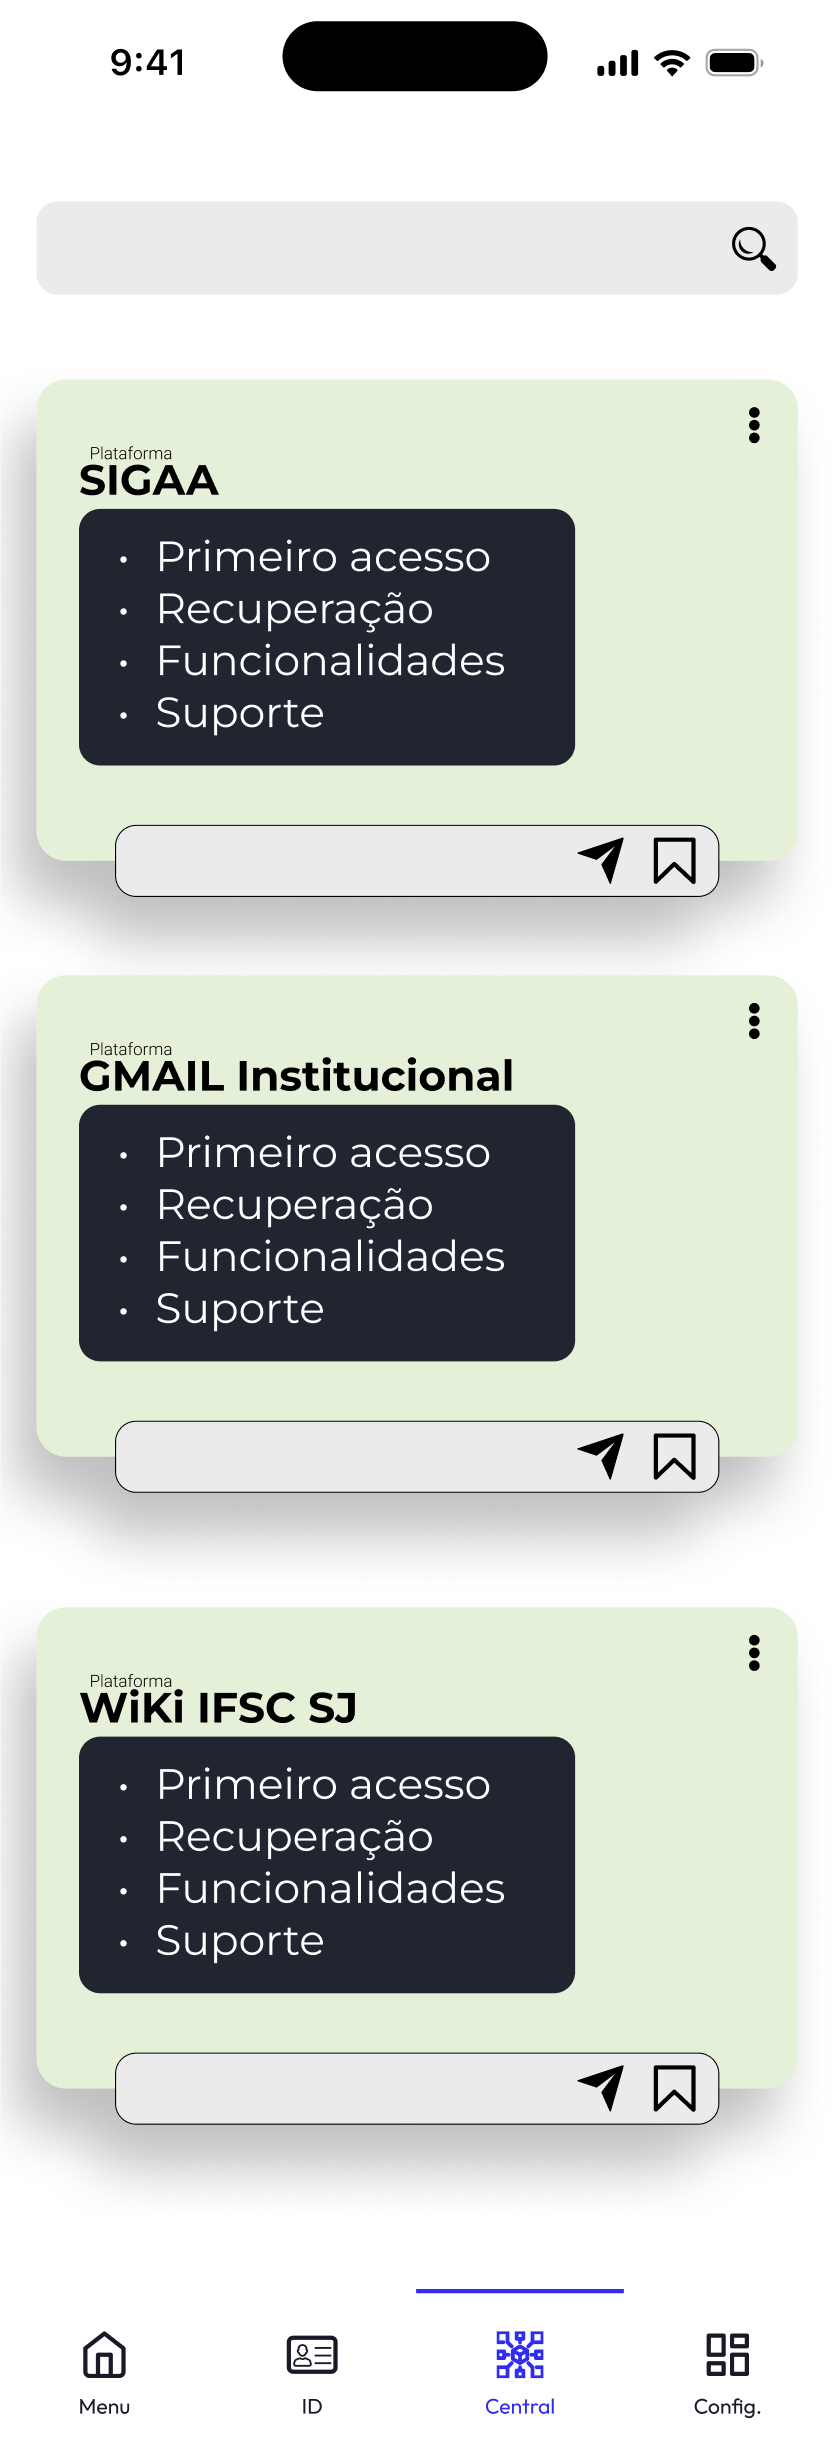 9:41
Plataforma
SIGAA
• Primeiro acesso
• Recuperação
• Funcionalidades
• Suporte
Plataforma
GMAIL Institucional
• Primeiro acesso
• Recuperação
• Funcionalidades
• Suporte
Plataforma
WiKi IFSC SJ
• Primeiro acesso
• Recuperação
• Funcionalidades
• Suporte
Menu ID Central Config.